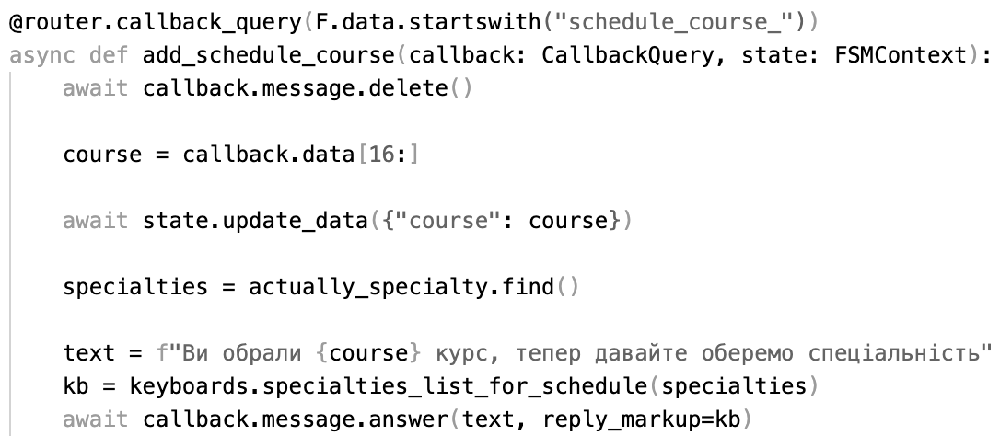 @router.callback_query(F.data.startswith("schedule_course_"))
async def add_schedule_course(callback: CallbackQuery, state: FSMContext):
    await callback.message.delete()

    course = callback.data[16:]

    await state.update_data({"course": course})

    specialties = actually_specialty.find()

    text = f"Ви обрали {course} курс, тепер давайте оберемо спеціальність"
    kb = keyboards.specialties_list_for_schedule(specialties)
    await callback.message.answer(text, reply_markup=kb)